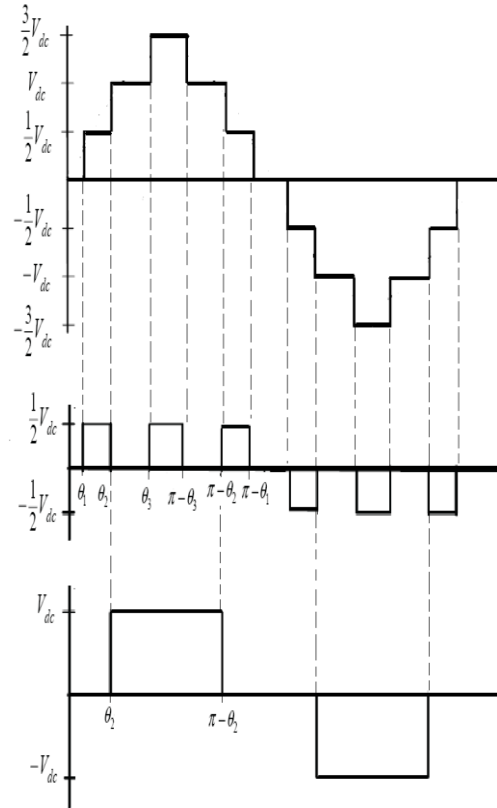 3/2 V_dc
V_dc
1/2 V_dc
-1/2 V_dc
-V_dc
-3/2 V_dc
1/2 V_dc
-1/2 V_dc
θ₁ θ₂ θ₃ π-θ₃ π-θ₂ π-θ₁
V_dc
θ₂ π-θ₂
-V_dc